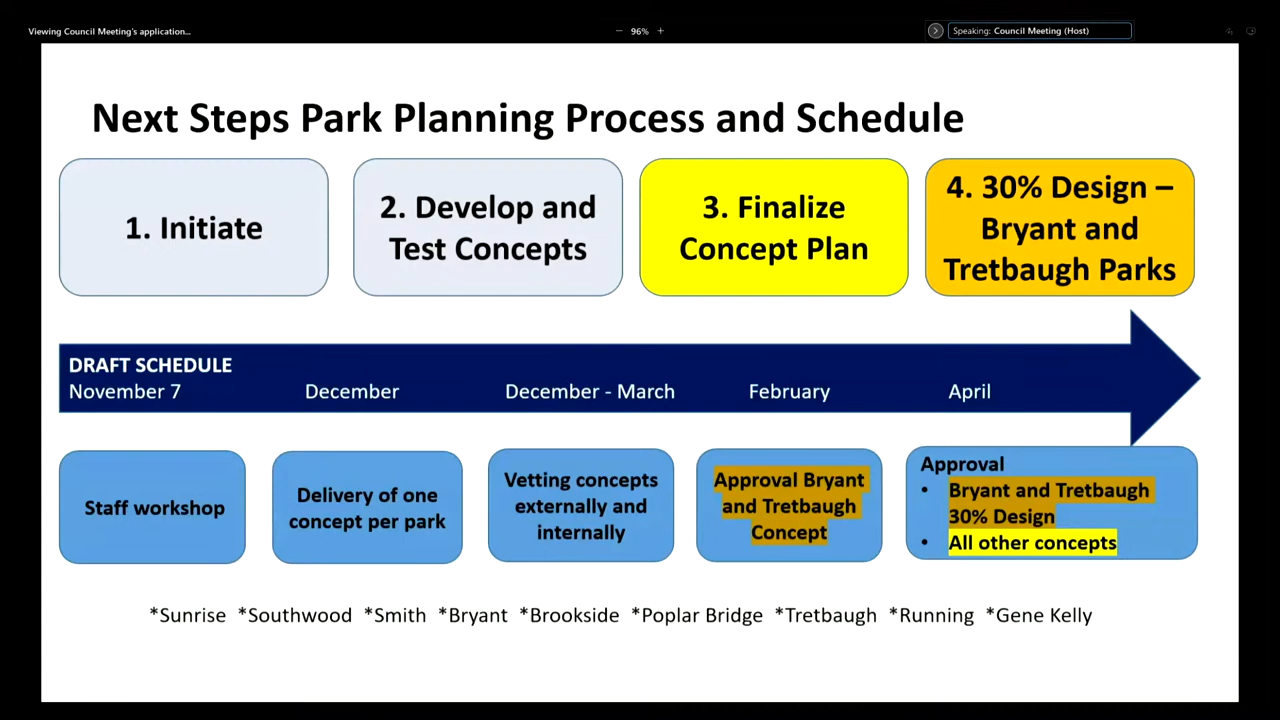 Viewing Council Meeting's application...
— 96% +
Speaking: Council Meeting (Host)
Next Steps Park Planning Process and Schedule
1. Initiate
2. Develop and
Test Concepts
3. Finalize
Concept Plan
4. 30% Design –
Bryant and
Tretbaugh Parks
DRAFT SCHEDULE
November 7
December
December - March
February
April
Staff workshop
Delivery of one
concept per park
Vetting concepts
externally and
internally
Approval Bryant
and Tretbaugh
Concept
Approval
• Bryant and Tretbaugh
30% Design
• All other concepts
*Sunrise *Southwood *Smith *Bryant *Brookside *Poplar Bridge *Tretbaugh *Running *Gene Kelly